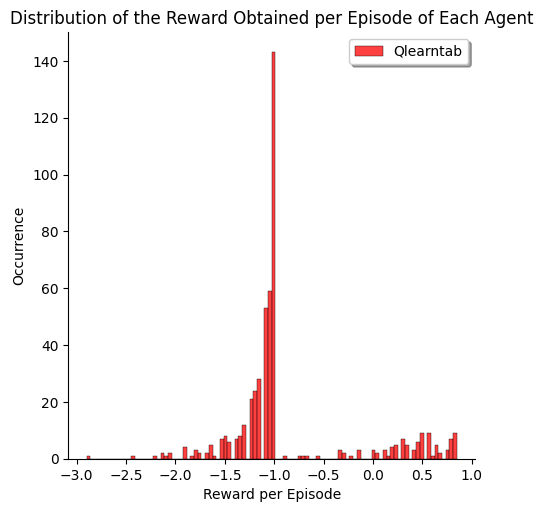 Distribution of the Reward Obtained per Episode of Each Agent
Qlearntab
140
120
100
80
60
40
20
0
Occurrence
−3.0 −2.5 −2.0 −1.5 −1.0 −0.5 0.0 0.5 1.0
Reward per Episode